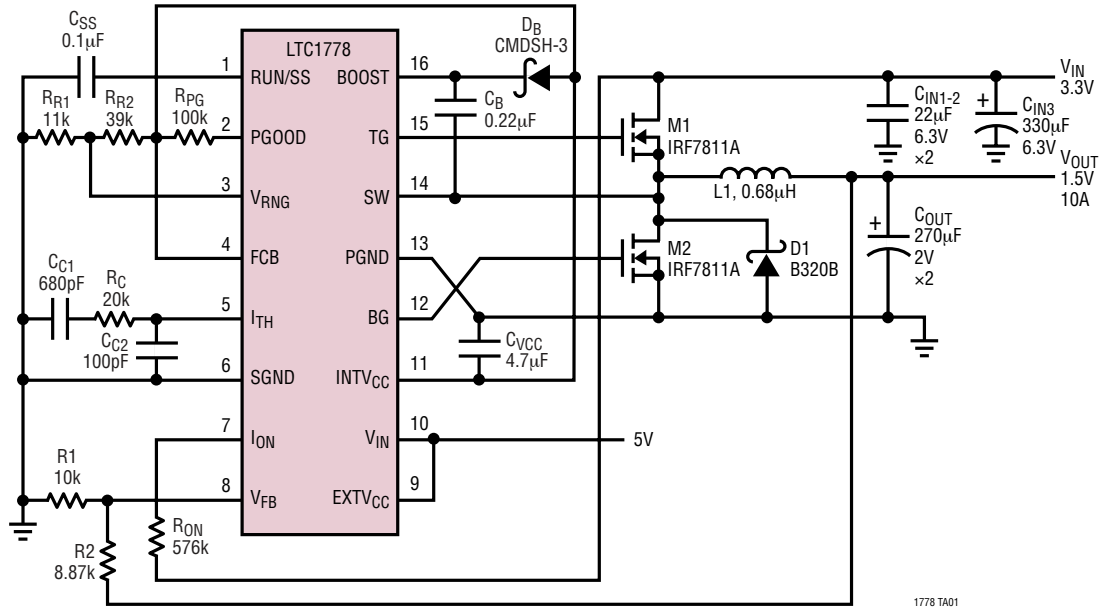 LTC1778
C_SS
0.1μF
R_R1
11k
R_R2
39k
R_PG
100k
C_C1
680pF
R_C
20k
C_C2
100pF
R1
10k
R2
8.87k
R_ON
576k
1 RUN/SS
2 PGOOD
3 V_RNG
4 FCB
5 I_TH
6 SGND
7 I_ON
8 V_FB
BOOST 16
TG 15
SW 14
PGND 13
BG 12
INTV_CC 11
V_IN 10
EXTV_CC 9
D_B
CMDSH-3
C_B
0.22μF
C_VCC
4.7μF
5V
M1
IRF7811A
L1, 0.68μH
M2
IRF7811A
D1
B320B
C_IN1-2
22μF
6.3V
×2
+
C_IN3
330μF
6.3V
V_IN
3.3V
V_OUT
1.5V
10A
+
C_OUT
270μF
2V
×2
1778 TA01